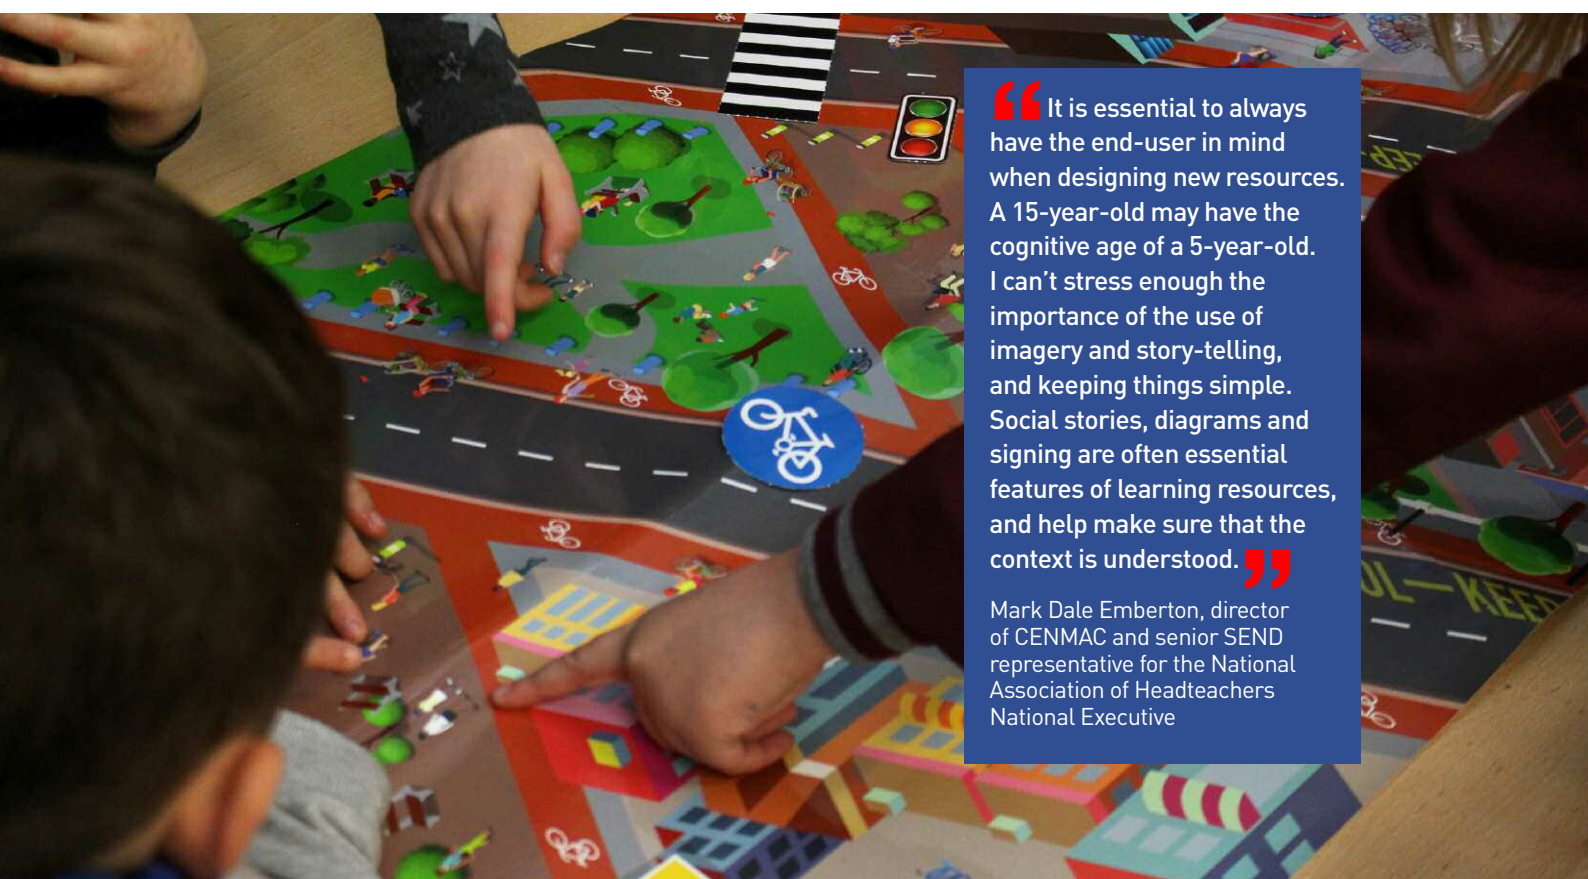 “It is essential to always
have the end-user in mind
when designing new resources.
A 15-year-old may have the
cognitive age of a 5-year-old.
I can’t stress enough the
importance of the use of
imagery and story-telling,
and keeping things simple.
Social stories, diagrams and
signing are often essential
features of learning resources,
and help make sure that the
context is understood.”
Mark Dale Emberton, director
of CENMAC and senior SEND
representative for the National
Association of Headteachers
National Executive
KEEP